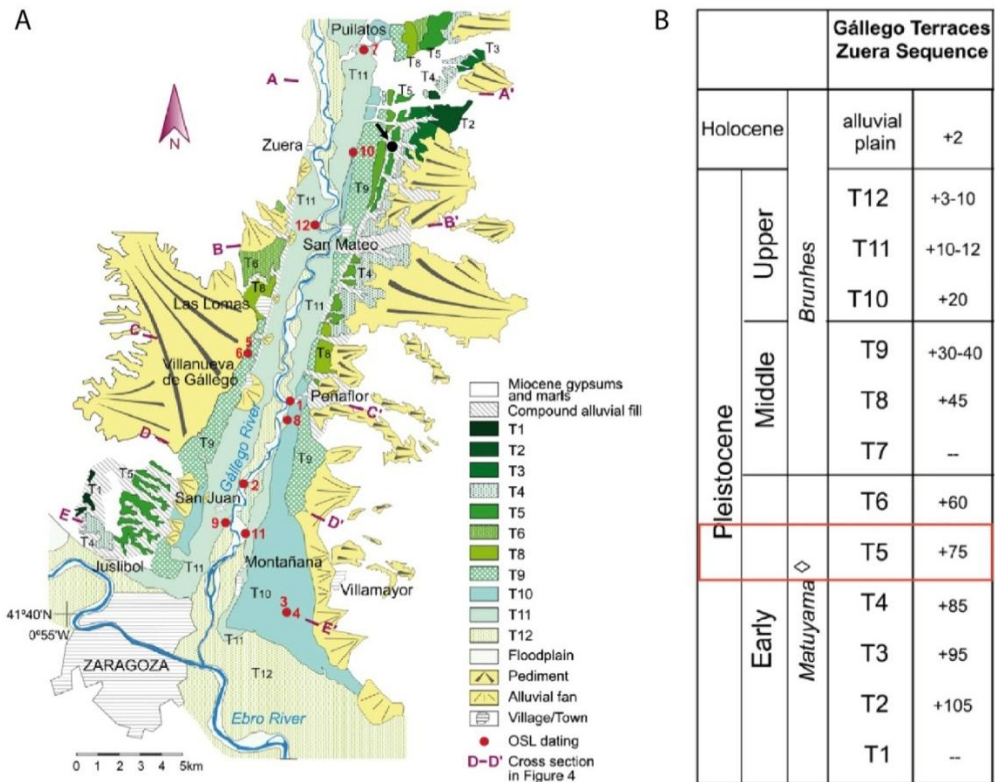 A
Puilatos
7
T5
T3
T8
T11
T4
A
T5
A'
T2
Zuera
10
T9
T11
12
B'
B
San Mateo
T6
T4
T8
Las Lomas
T11
C
5
6
T8
Villanueva
de Gállego
Peñaflor
1
C'
8
D
T9
T9
Gállego River
T5
T1
San Juan
2
E
D'
9
11
T4
Juslibol
Montañana
T11
Villamayor
T10
3
4
41º40'N
E'
0º55'W
T11
ZARAGOZA
T12
Ebro River
0 1 2 3 4 5km
N
Miocene gypsums
and marls
Compound alluvial fill
T1
T2
T3
T4
T5
T6
T8
T9
T10
T11
T12
Floodplain
Pediment
Alluvial fan
Village/Town
OSL dating
D–D' Cross section
in Figure 4
B
Gállego Terraces
Zuera Sequence
Holocene
alluvial
plain
+2
Pleistocene
Upper
Middle
Early
Brunhes
Matuyama
T12 +3-10
T11 +10-12
T10 +20
T9 +30-40
T8 +45
T7 --
T6 +60
T5 +75
T4 +85
T3 +95
T2 +105
T1 --